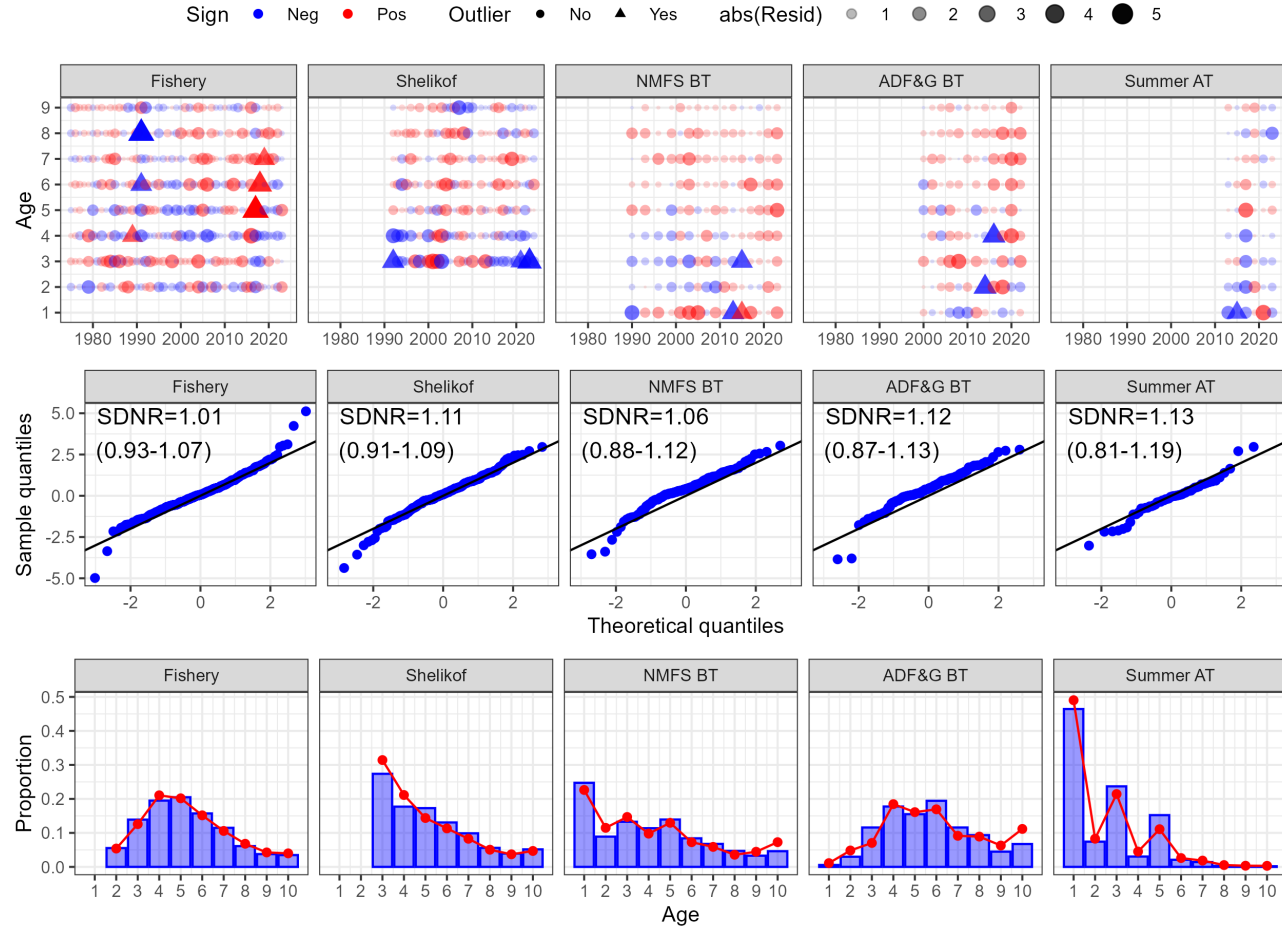 Sign Neg Pos Outlier No Yes abs(Resid) 1 2 3 4 5
Fishery Shelikof NMFS BT ADF&G BT Summer AT
Age
9
8
7
6
5
4
3
2
1
1980 1990 2000 2010 2020 1980 1990 2000 2010 2020 1980 1990 2000 2010 2020 1980 1990 2000 2010 2020 1980 1990 2000 2010 2020
Fishery Shelikof NMFS BT ADF&G BT Summer AT
Sample quantiles
5.0
2.5
0.0
-2.5
-5.0
SDNR=1.01 SDNR=1.11 SDNR=1.06 SDNR=1.12 SDNR=1.13
(0.93-1.07) (0.91-1.09) (0.88-1.12) (0.87-1.13) (0.81-1.19)
-2 0 2 -2 0 2 -2 0 2 -2 0 2 -2 0 2
Theoretical quantiles
Fishery Shelikof NMFS BT ADF&G BT Summer AT
Proportion
0.5
0.4
0.3
0.2
0.1
0.0
1 2 3 4 5 6 7 8 9 10 1 2 3 4 5 6 7 8 9 10 1 2 3 4 5 6 7 8 9 10 1 2 3 4 5 6 7 8 9 10 1 2 3 4 5 6 7 8 9 10
Age